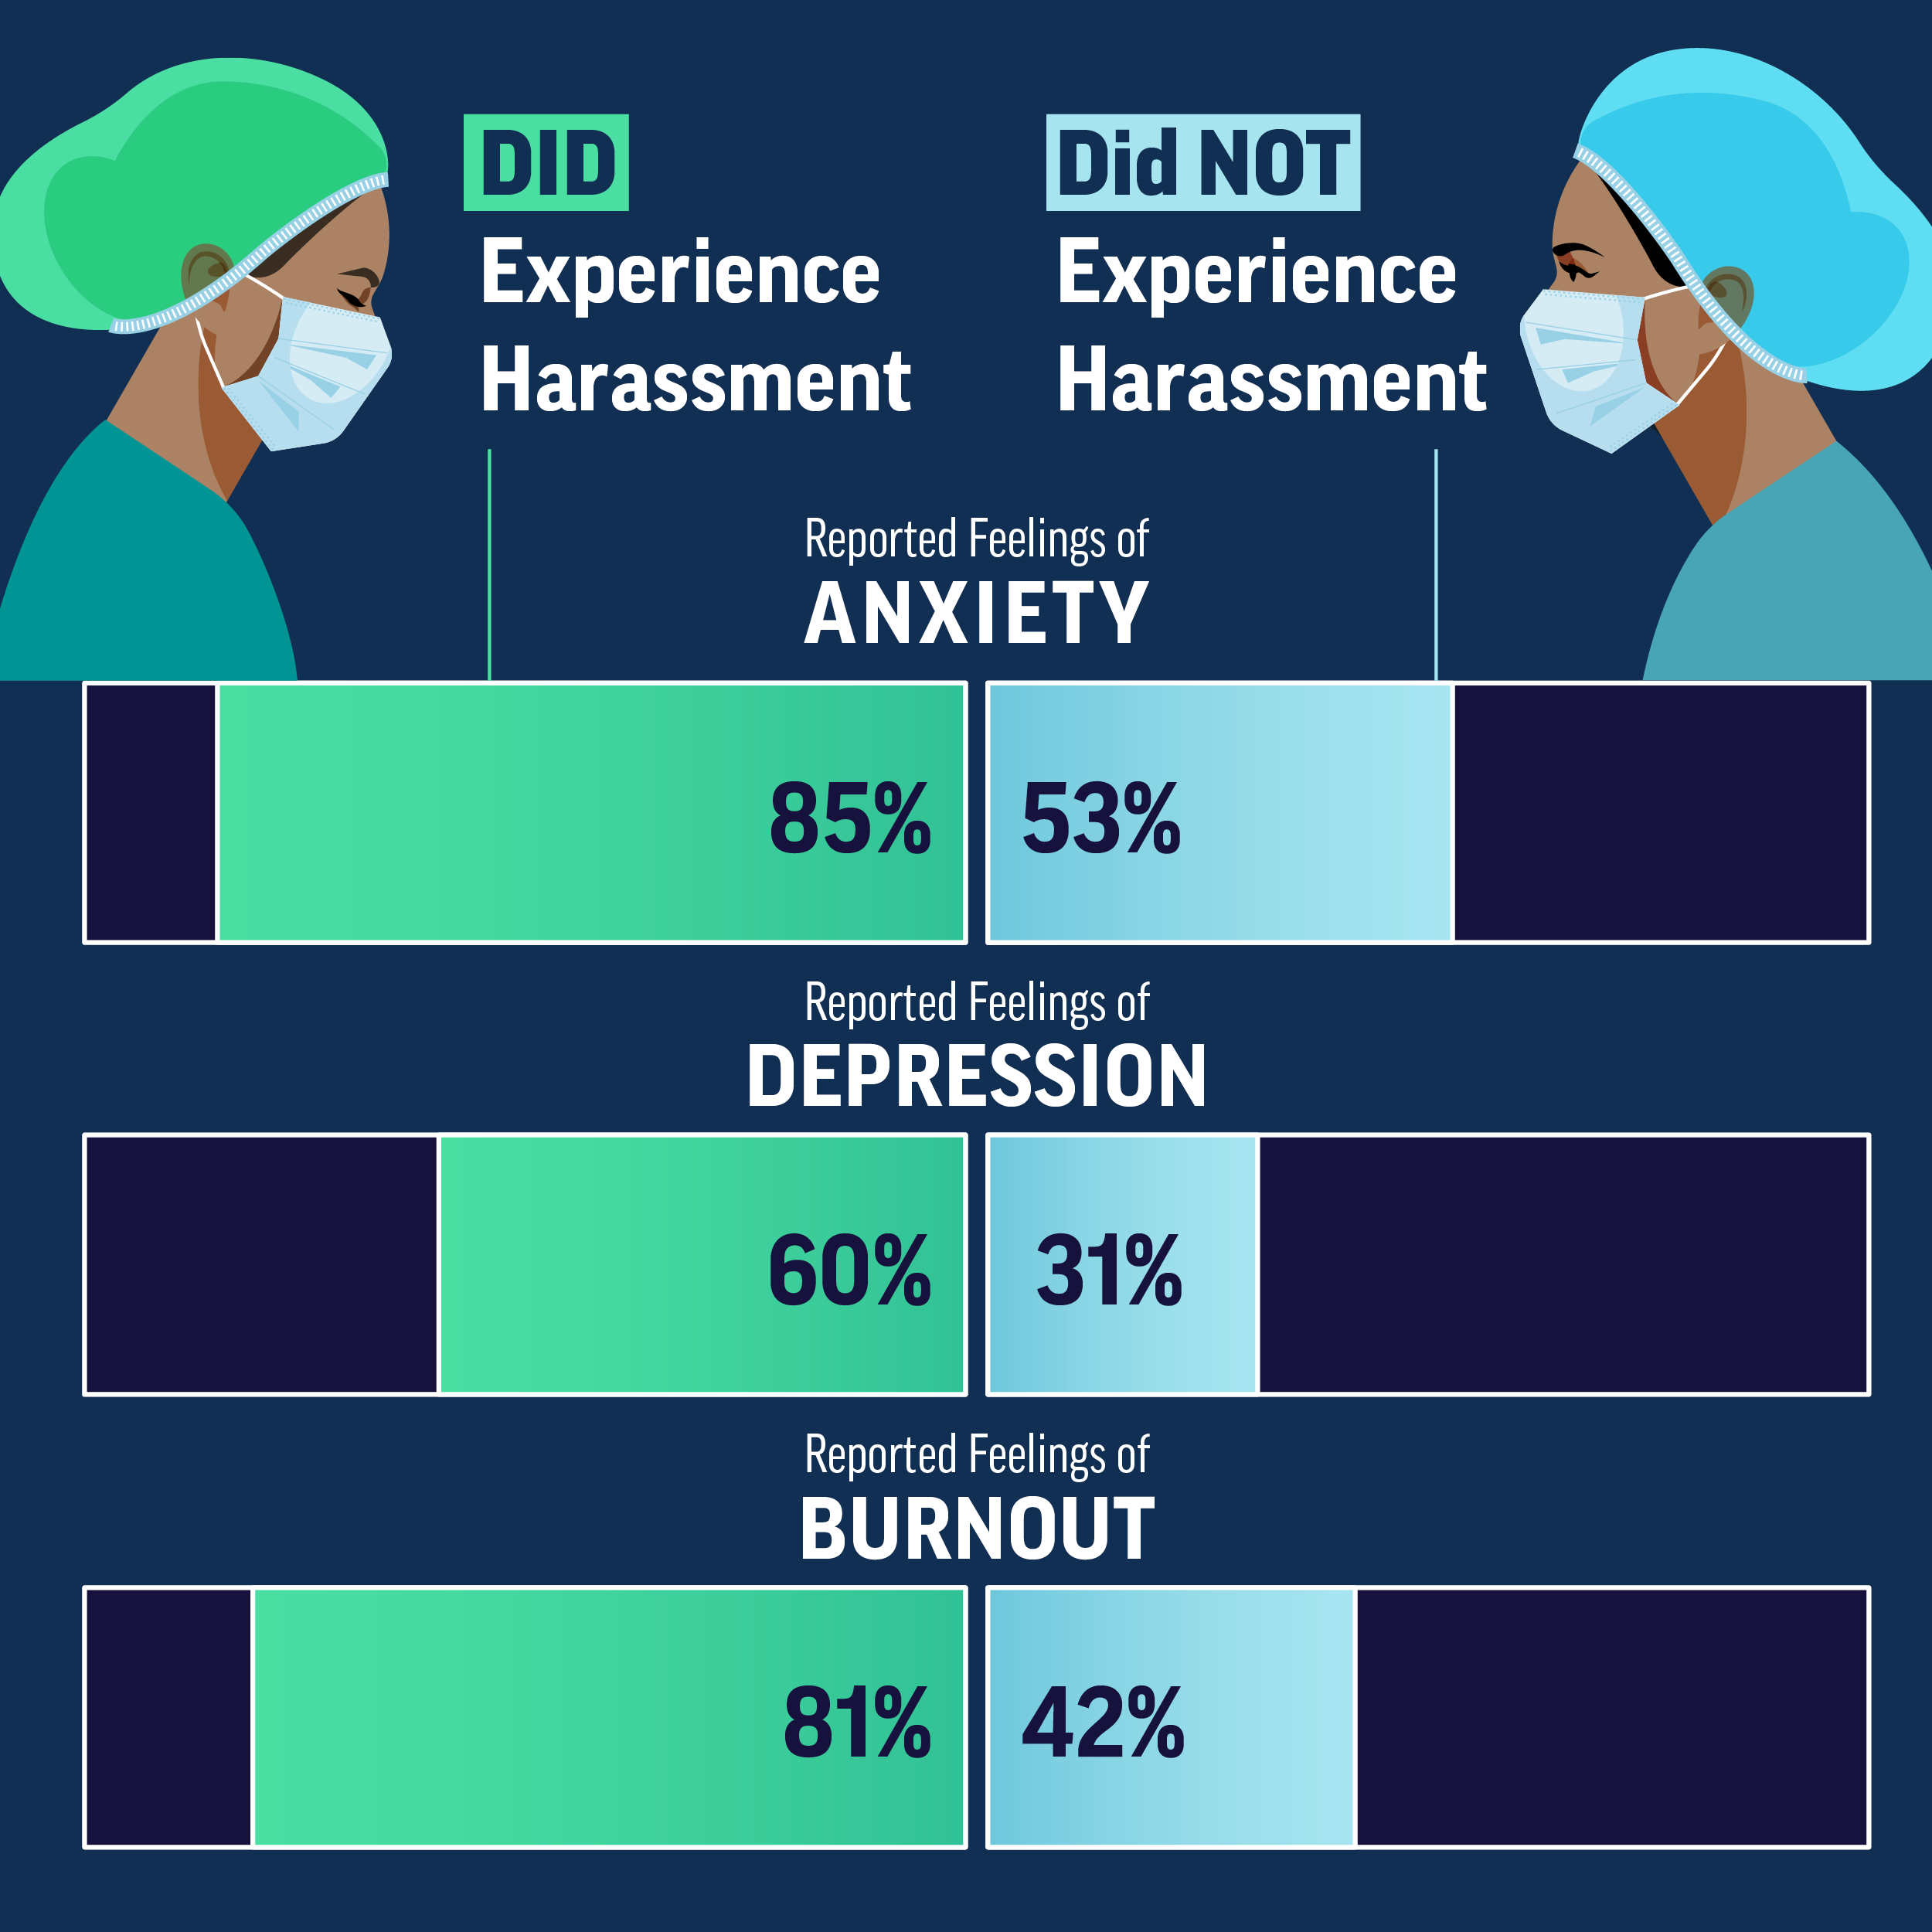 DID
Experience
Harassment
Did NOT
Experience
Harassment
Reported Feelings of
ANXIETY
85%
53%
Reported Feelings of
DEPRESSION
60%
31%
Reported Feelings of
BURNOUT
81%
42%